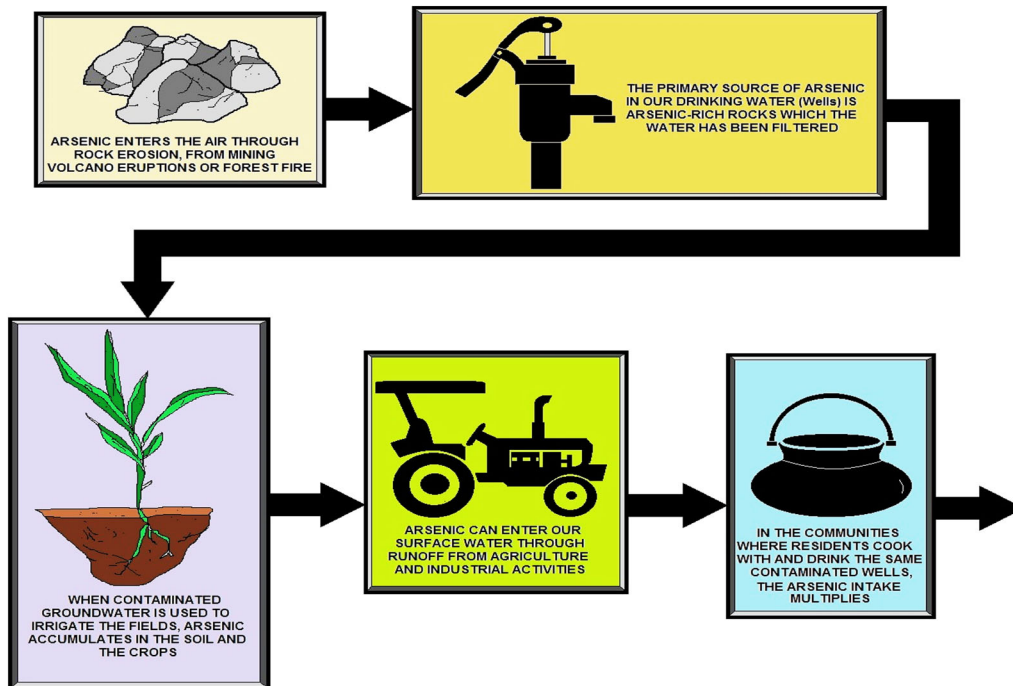 ARSENIC ENTERS THE AIR THROUGH
ROCK EROSION, FROM MINING
VOLCANO ERUPTIONS OR FOREST FIRE
THE PRIMARY SOURCE OF ARSENIC
IN OUR DRINKING WATER (Wells) IS
ARSENIC-RICH ROCKS WHICH THE
WATER HAS BEEN FILTERED
WHEN CONTAMINATED
GROUNDWATER IS USED TO
IRRIGATE THE FIELDS, ARSENIC
ACCUMULATES IN THE SOIL AND
THE CROPS
ARSENIC CAN ENTER OUR
SURFACE WATER THROUGH
RUNOFF FROM AGRICULTURE
AND INDUSTRIAL ACTIVITIES
IN THE COMMUNITIES
WHERE RESIDENTS COOK
WITH AND DRINK THE SAME
CONTAMINATED WELLS,
THE ARSENIC INTAKE
MULTIPLIES